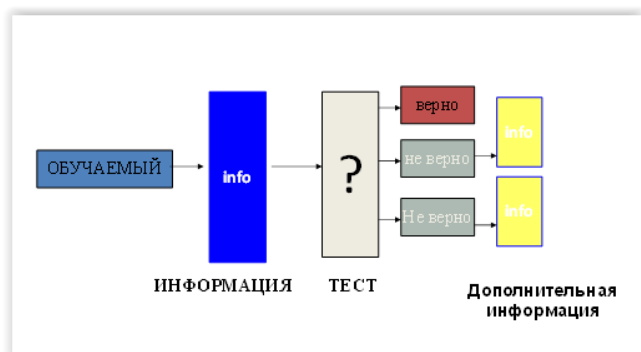 верно
ОБУЧАЕМЫЙ
info
?
не верно
info
Не верно
info
ИНФОРМАЦИЯ
ТЕСТ
Дополнительная
информация